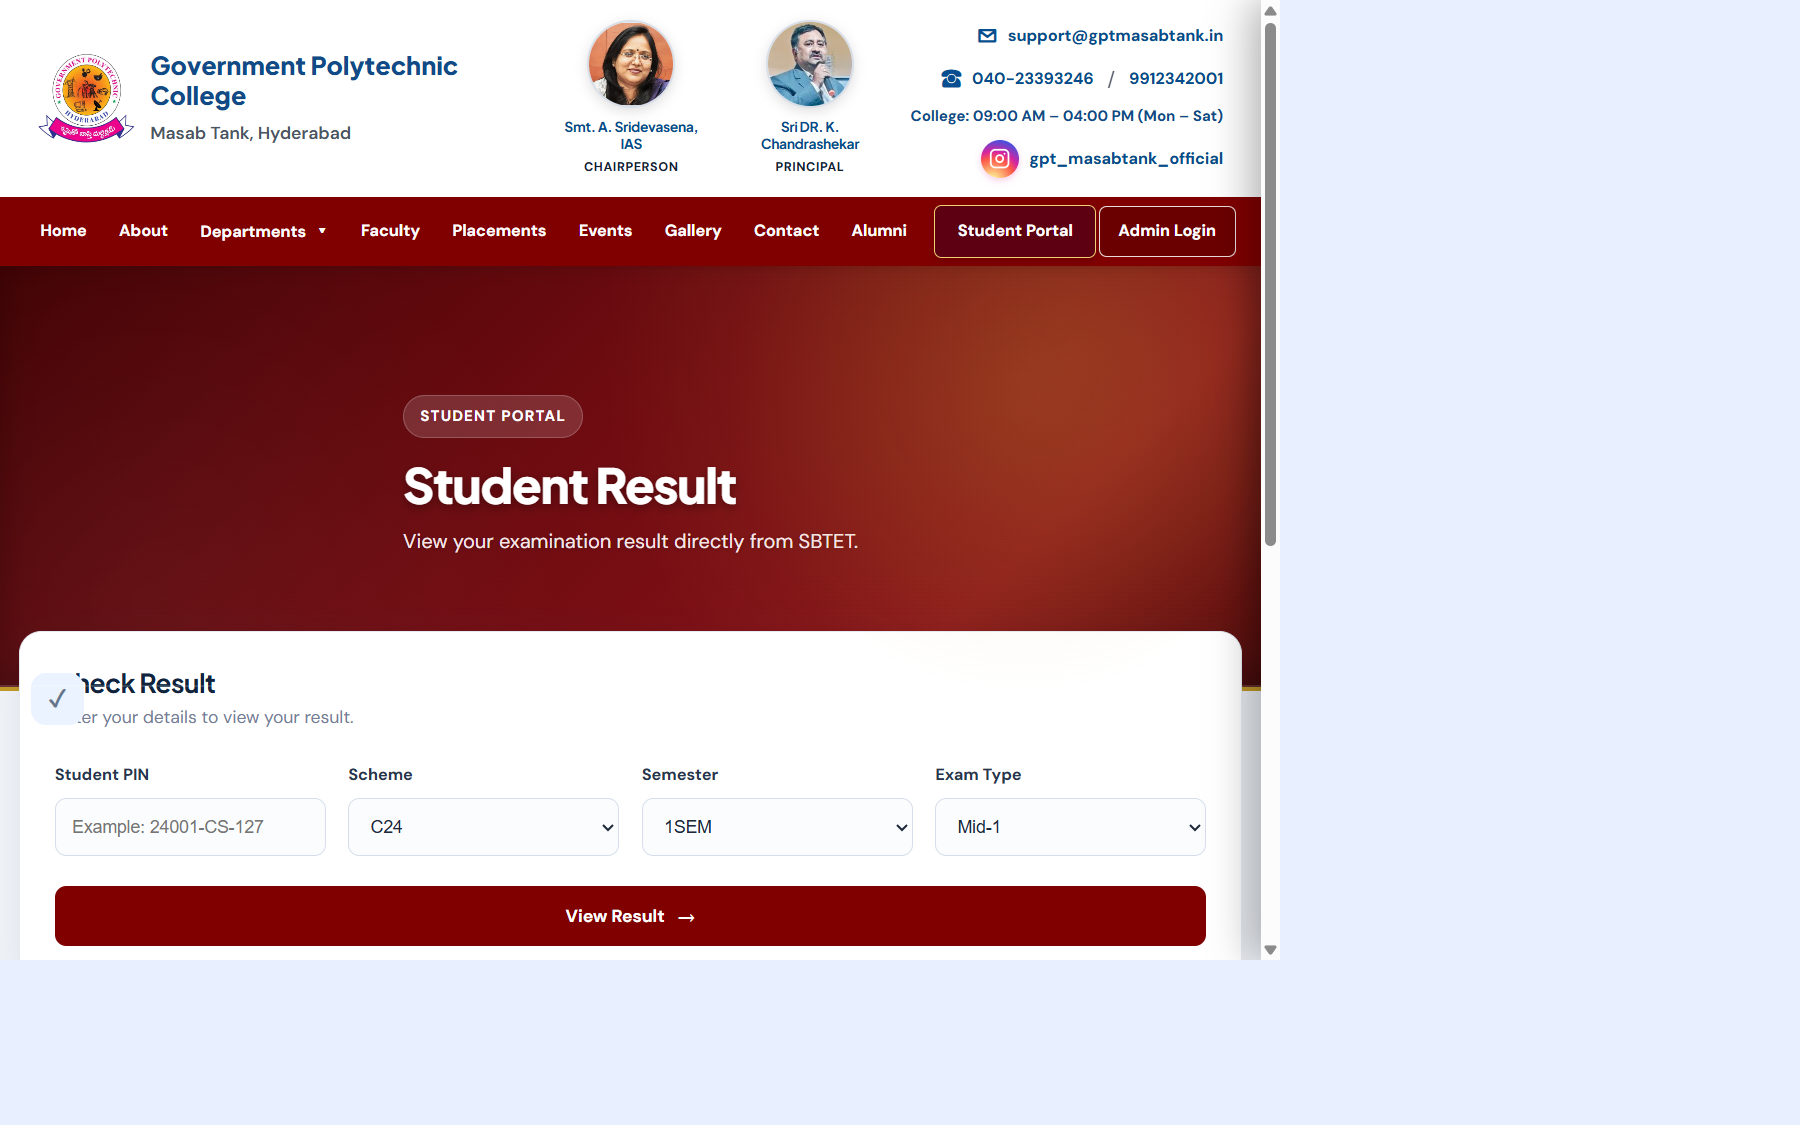 Government Polytechnic
College
Masab Tank, Hyderabad
GOVERNMENT POLYTECHNIC
HYDERABAD
Smt. A. Sridevasena,
IAS
CHAIRPERSON
Sri DR. K.
Chandrashekar
PRINCIPAL
support@gptmasabtank.in
040-23393246 / 9912342001
College: 09:00 AM – 04:00 PM (Mon – Sat)
gpt_masabtank_official
Home About Departments ▼ Faculty Placements Events Gallery Contact Alumni Student Portal Admin Login
STUDENT PORTAL
Student Result
View your examination result directly from SBTET.
heck Result
ter your details to view your result.
Student PIN Scheme Semester Exam Type
Example: 24001-CS-127 C24 1SEM Mid-1
View Result →